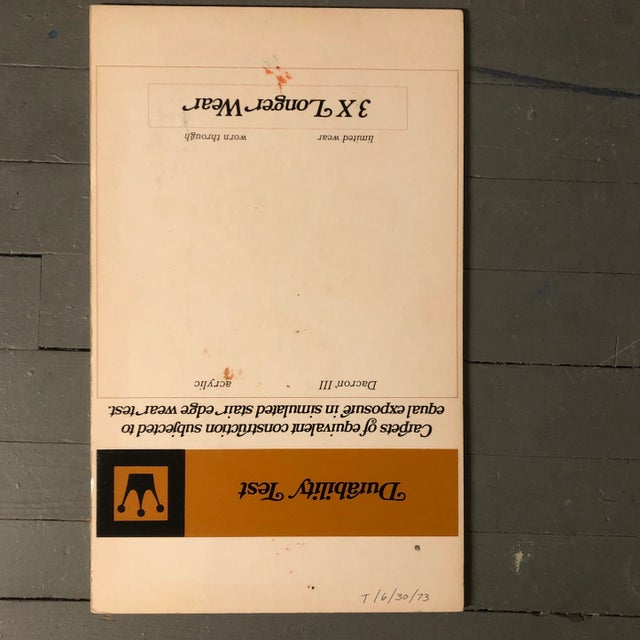 Durability Test
Carpets of equivalent construction subjected to
equal exposure in simulated stair edge wear test.
Dacron® III acrylic
limited wear worn through
3 X Longer Wear
T/6/30/73